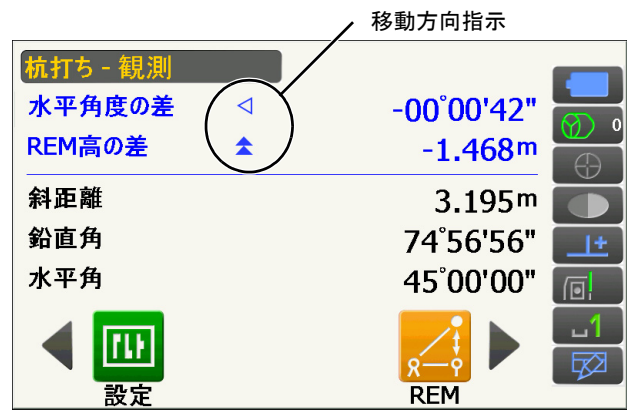 移動方向指示
杭打ち - 観測
水平角度の差 -00°00'42"
REM高の差 -1.468m
斜距離 3.195m
鉛直角 74°56'56"
水平角 45°00'00"
0
1
設定 REM